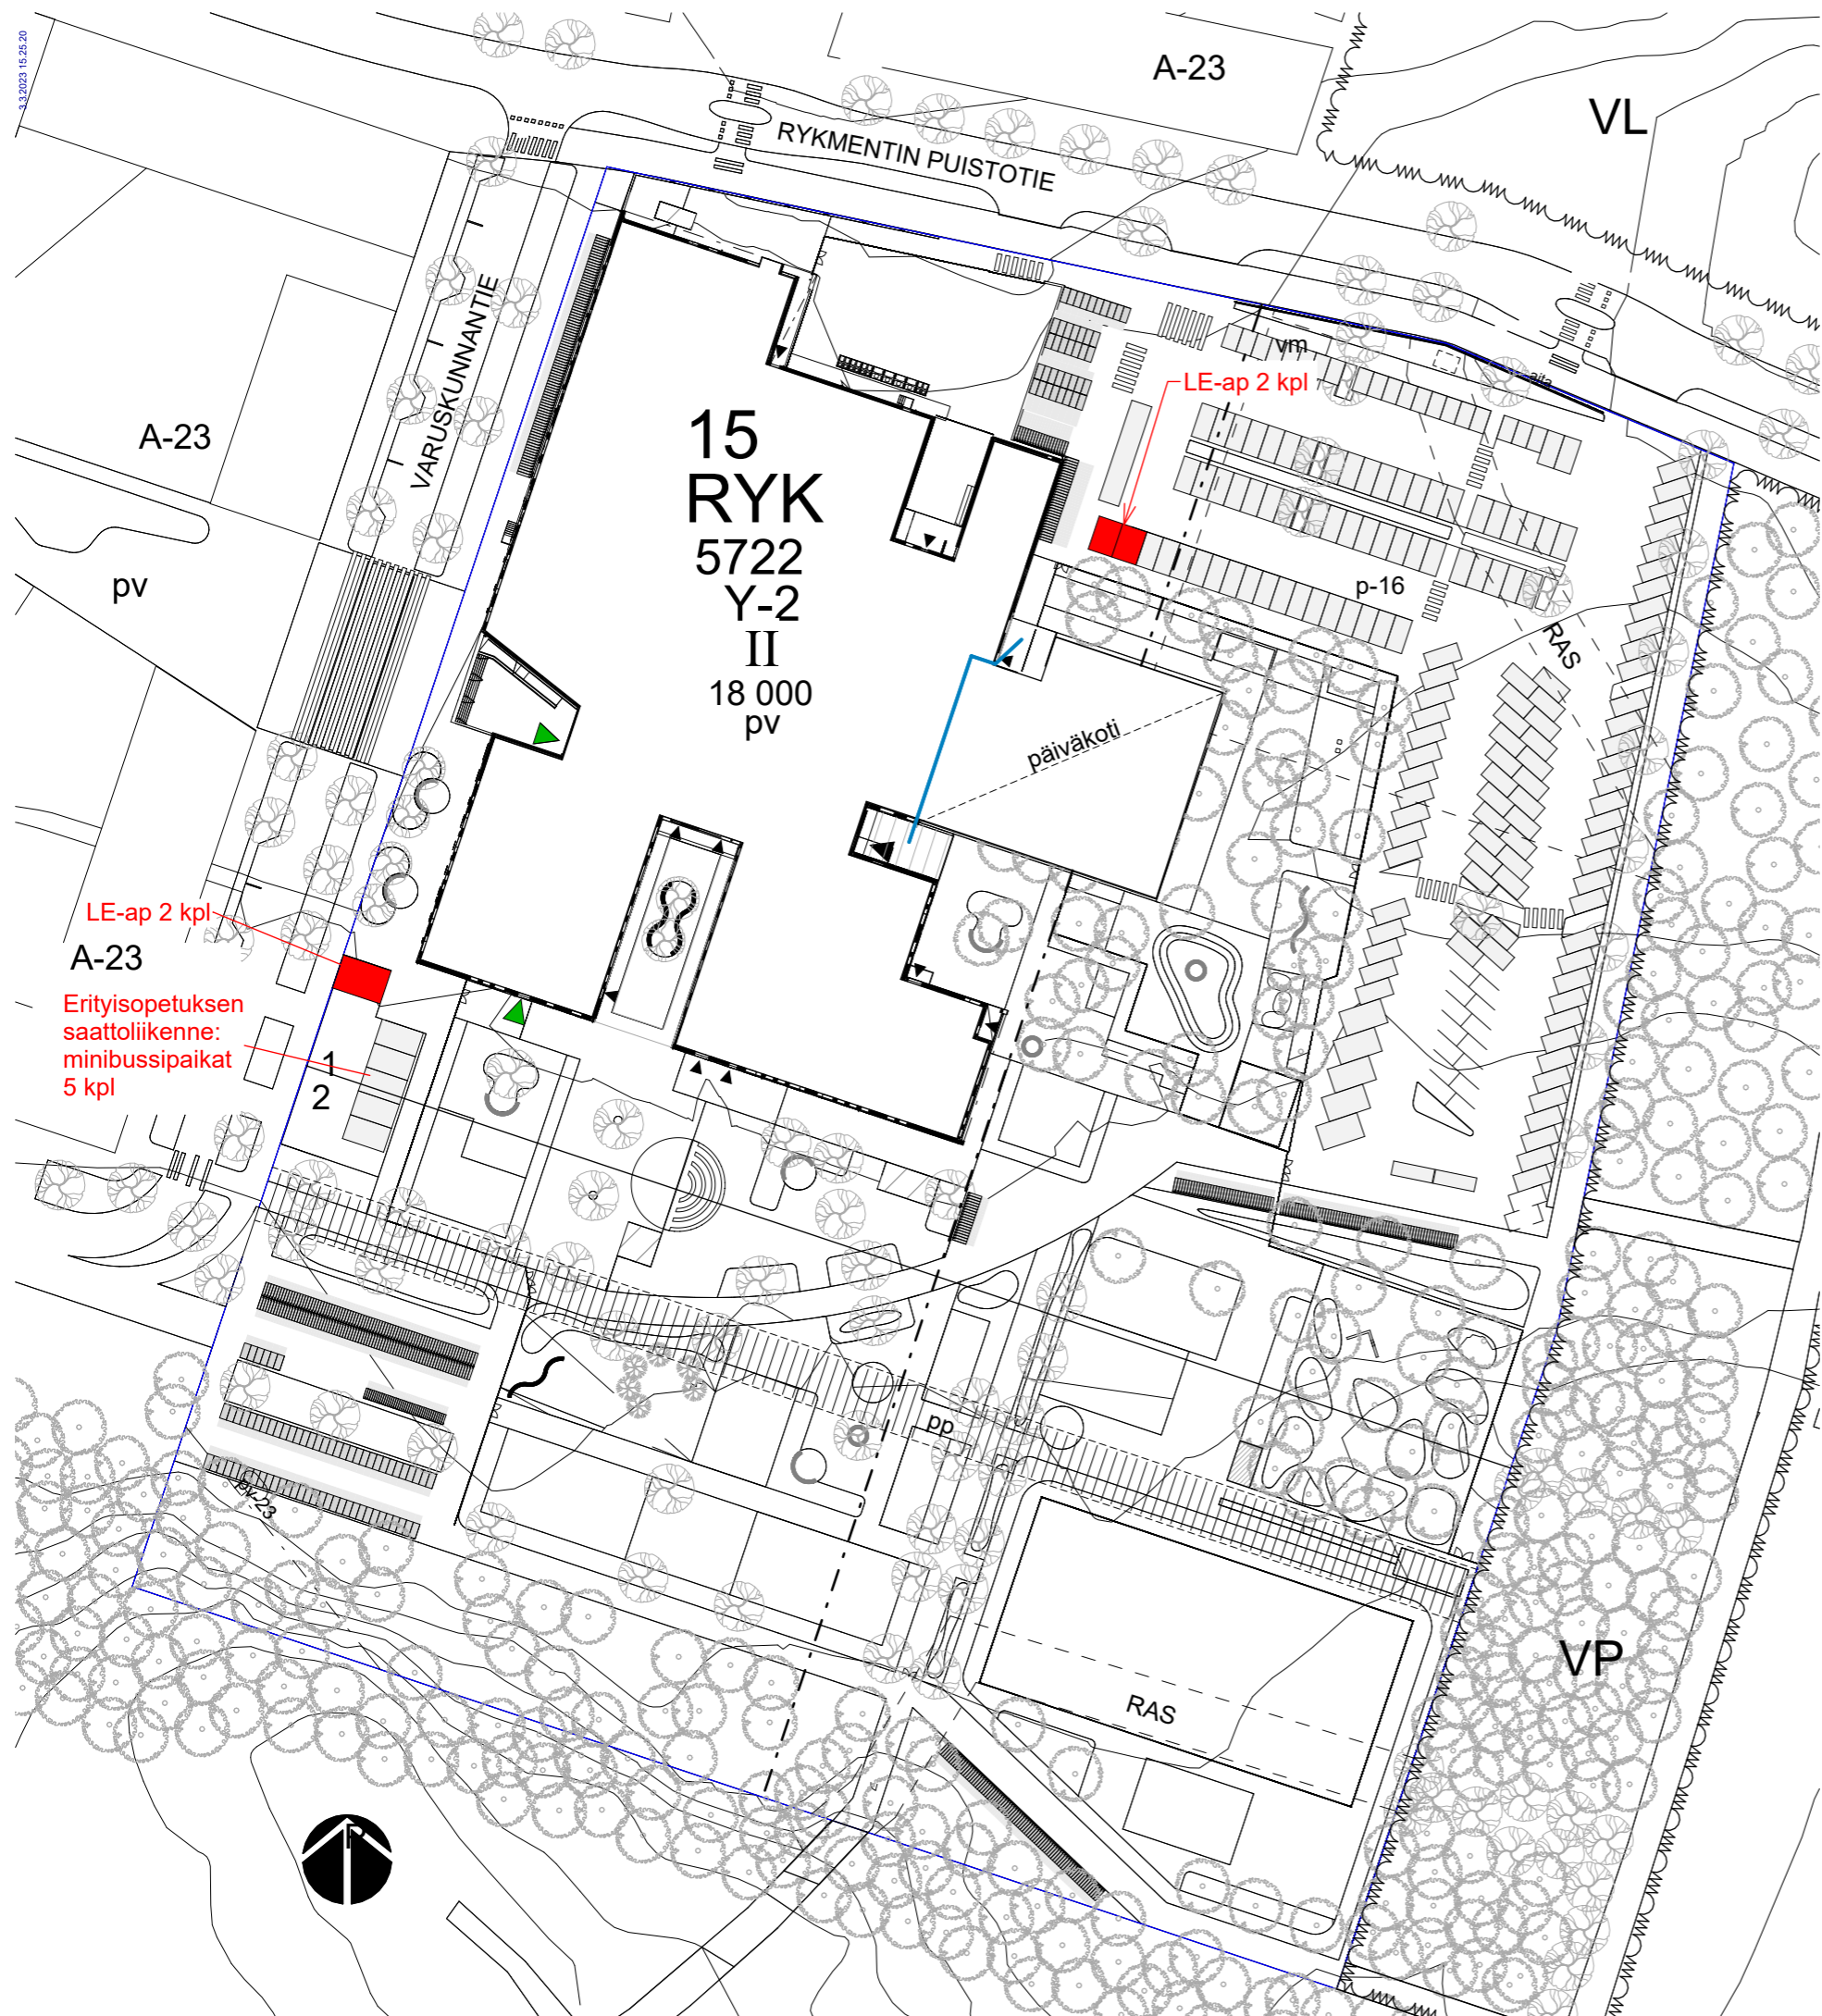 3.3.2023 15.25.20
A-23
VL
RYKMENTIN PUISTOTIE
VARUSKUNNANTIE
vm
aita
LE-ap 2 kpl
A-23
15
RYK
5722
Y-2
II
18 000
pv
pv
p-16
RAS
päiväkoti
LE-ap 2 kpl
A-23
Erityisopetuksen
saattoliikenne:
minibussipaikat
5 kpl
1
2
pp
pv-23
VP
RAS
P